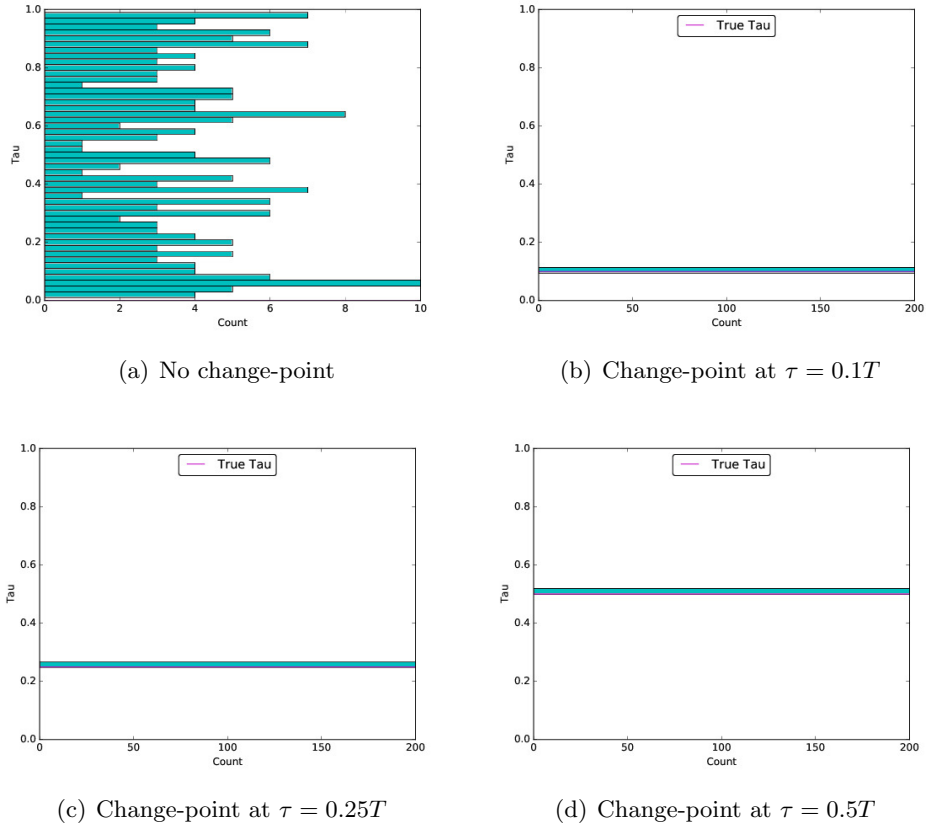 1.0
0.8
0.6
0.4
0.2
0.0
Tau
0 2 4 6 8 10
Count
(a) No change-point
1.0
0.8
0.6
0.4
0.2
0.0
Tau
True Tau
0 50 100 150 200
Count
(b) Change-point at τ = 0.1T
1.0
0.8
0.6
0.4
0.2
0.0
Tau
True Tau
0 50 100 150 200
Count
(c) Change-point at τ = 0.25T
1.0
0.8
0.6
0.4
0.2
0.0
Tau
True Tau
0 50 100 150 200
Count
(d) Change-point at τ = 0.5T